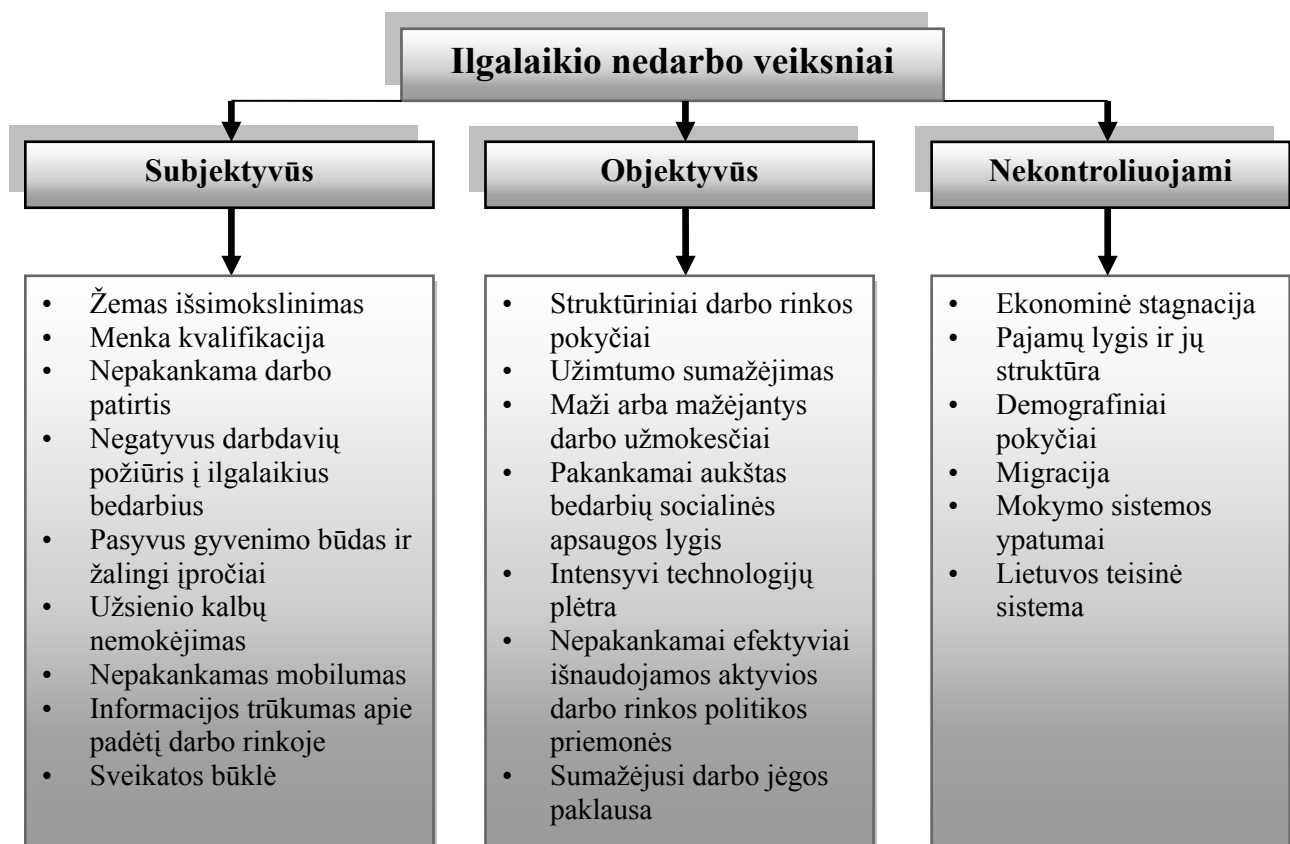 Ilgalaikio nedarbo veiksniai
Subjektyvūs
• Žemas išsimokslinimas
• Menka kvalifikacija
• Nepakankama darbo
patirtis
• Negatyvus darbdavių
požiūris į ilgalaikius
bedarbius
• Pasyvus gyvenimo būdas ir
žalingi įpročiai
• Užsienio kalbų
nemokėjimas
• Nepakankamas mobilumas
• Informacijos trūkumas apie
padėtį darbo rinkoje
• Sveikatos būklė
Objektyvūs
• Struktūriniai darbo rinkos
pokyčiai
• Užimtumo sumažėjimas
• Maži arba mažėjantys
darbo užmokesčiai
• Pakankamai aukštas
bedarbių socialinės
apsaugos lygis
• Intensyvi technologijų
plėtra
• Nepakankamai efektyviai
išnaudojamos aktyvios
darbo rinkos politikos
priemonės
• Sumažėjusi darbo jėgos
paklausa
Nekontroliuojami
• Ekonominė stagnacija
• Pajamų lygis ir jų
struktūra
• Demografiniai
pokyčiai
• Migracija
• Mokymo sistemos
ypatumai
• Lietuvos teisinė
sistema